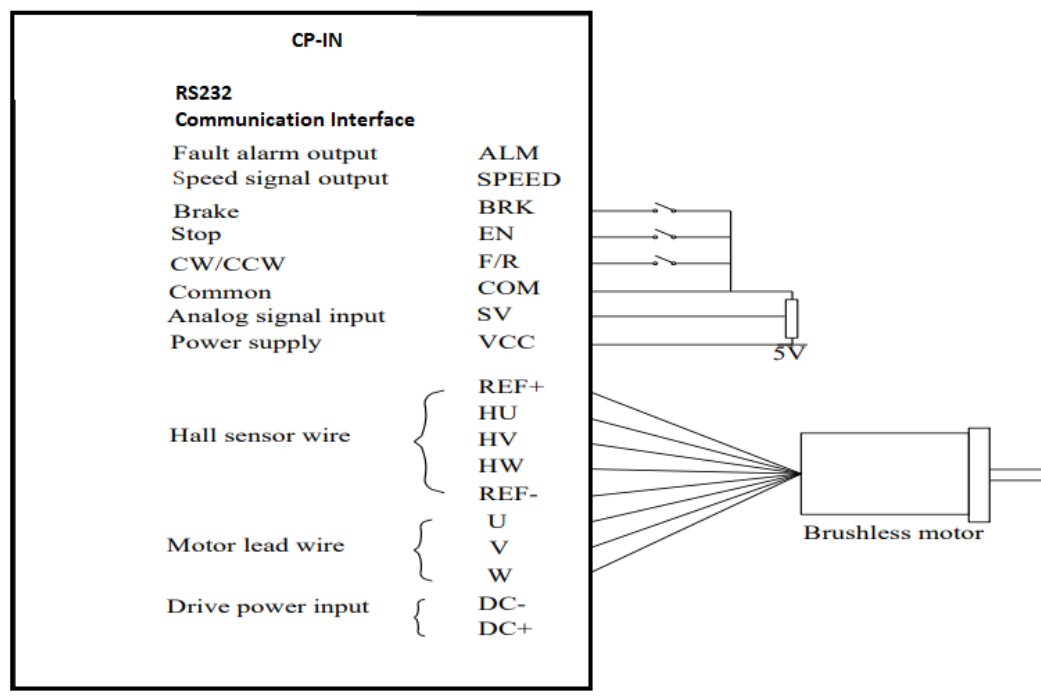 CP-IN
RS232
Communication Interface
Fault alarm output ALM
Speed signal output SPEED
Brake BRK
Stop EN
CW/CCW F/R
Common COM
Analog signal input SV
Power supply VCC
5V
REF+
HU
Hall sensor wire HV
HW
REF-
U
Motor lead wire V
W
Drive power input DC-
DC+
Brushless motor